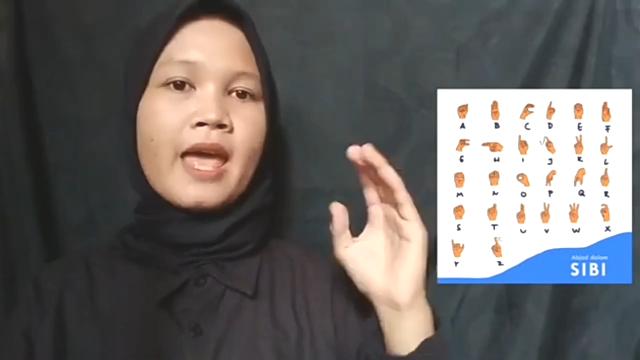 A B C D E F
G H I J K L
M N O P Q R
S T U V W X
Y Z
Abjad dalam
SIBI